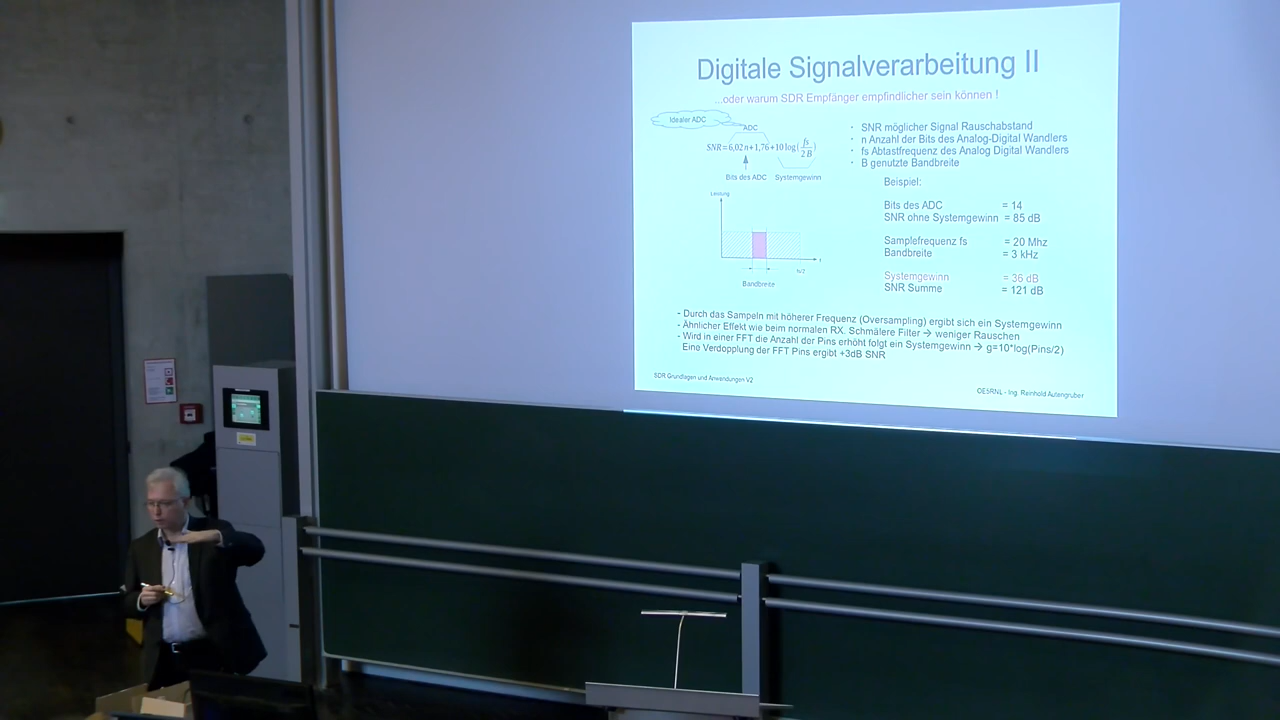 Digitale Signalverarbeitung II
...oder warum SDR Empfänger empfindlicher sein können !
Idealer ADC
ADC
SNR=6,02n+1,76+10log(fs/2B)
Bits des ADC
Systemgewinn
· SNR möglicher Signal Rauschabstand
· n Anzahl der Bits des Analog-Digital Wandlers
· fs Abtastfrequenz des Analog Digital Wandlers
· B genutzte Bandbreite
Beispiel:
Bits des ADC = 14
SNR ohne Systemgewinn = 85 dB
Samplefrequenz fs = 20 Mhz
Bandbreite = 3 kHz
Systemgewinn = 36 dB
SNR Summe = 121 dB
Leistung
f
fs/2
Bandbreite
- Durch das Sampeln mit höherer Frequenz (Oversampling) ergibt sich ein Systemgewinn
- Ähnlicher Effekt wie beim normalen RX. Schmälere Filter → weniger Rauschen
- Wird in einer FFT die Anzahl der Pins erhöht folgt ein Systemgewinn → g=10*log(Pins/2)
Eine Verdopplung der FFT Pins ergibt +3dB SNR
SDR Grundlagen und Anwendungen V2
OE5RNL - Ing. Reinhold Autengruber